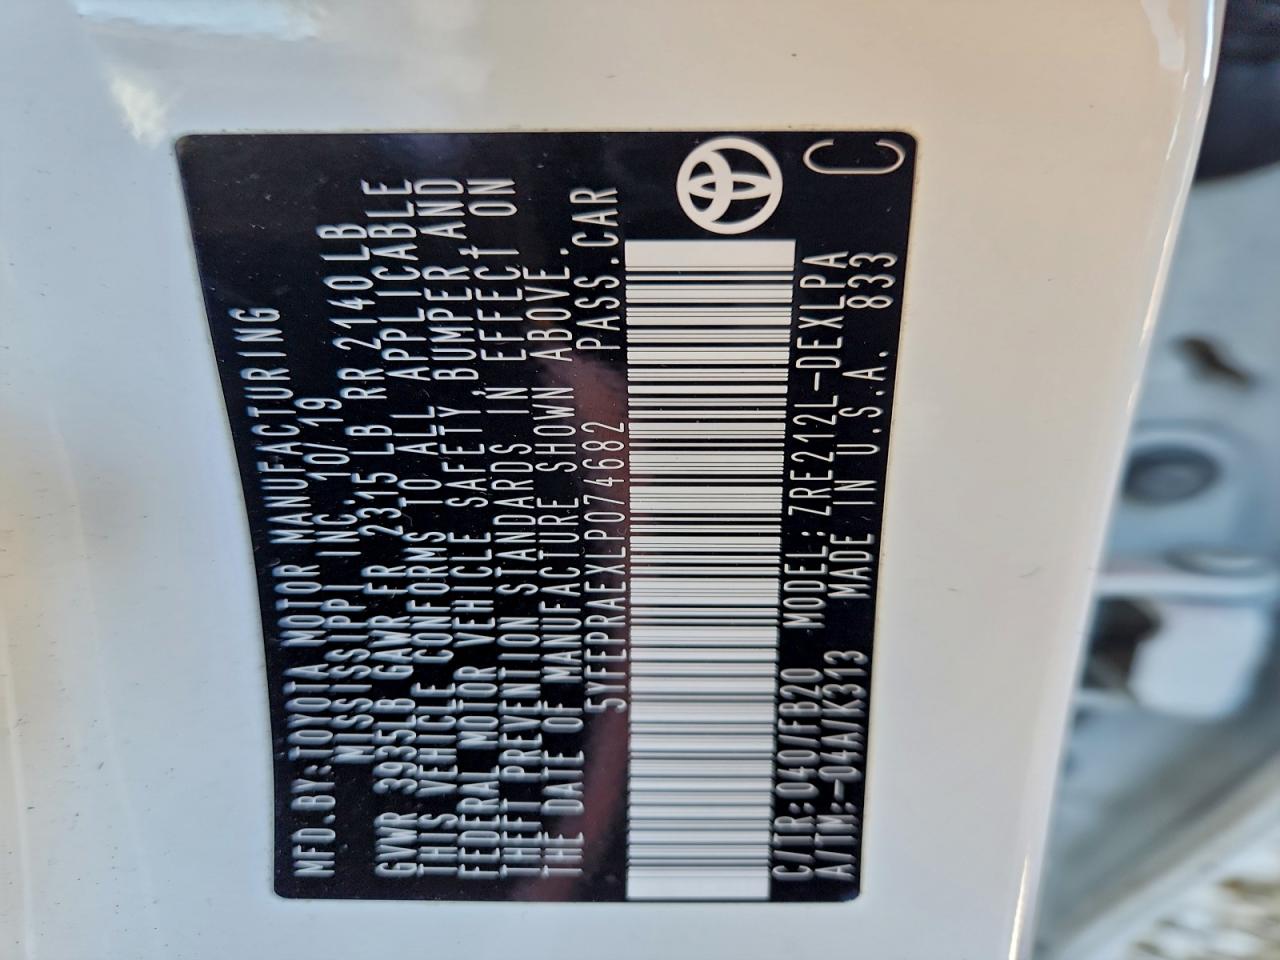 MFD.BY:TOYOTA MOTOR MANUFACTURING
MISSISSIPPI INC 10/19
GVWR 3935LB GAWR FR 2315 LB RR 2140LB
THIS VEHICLE CONFORMS TO ALL APPLICABLE
FEDERAL MOTOR VEHICLE SAFETY, BUMPER AND
THEFT PREVENTION STANDARDS IN EFFECT ON
THE DATE OF MANUFACTURE SHOWN ABOVE.
5YFEPRAEXLP074682 PASS.CAR
C/TR:040/FB20 MODEL:ZRE212L-DEXLPA
A/TM:-04A/K313 MADE IN U.S.A. 833
C